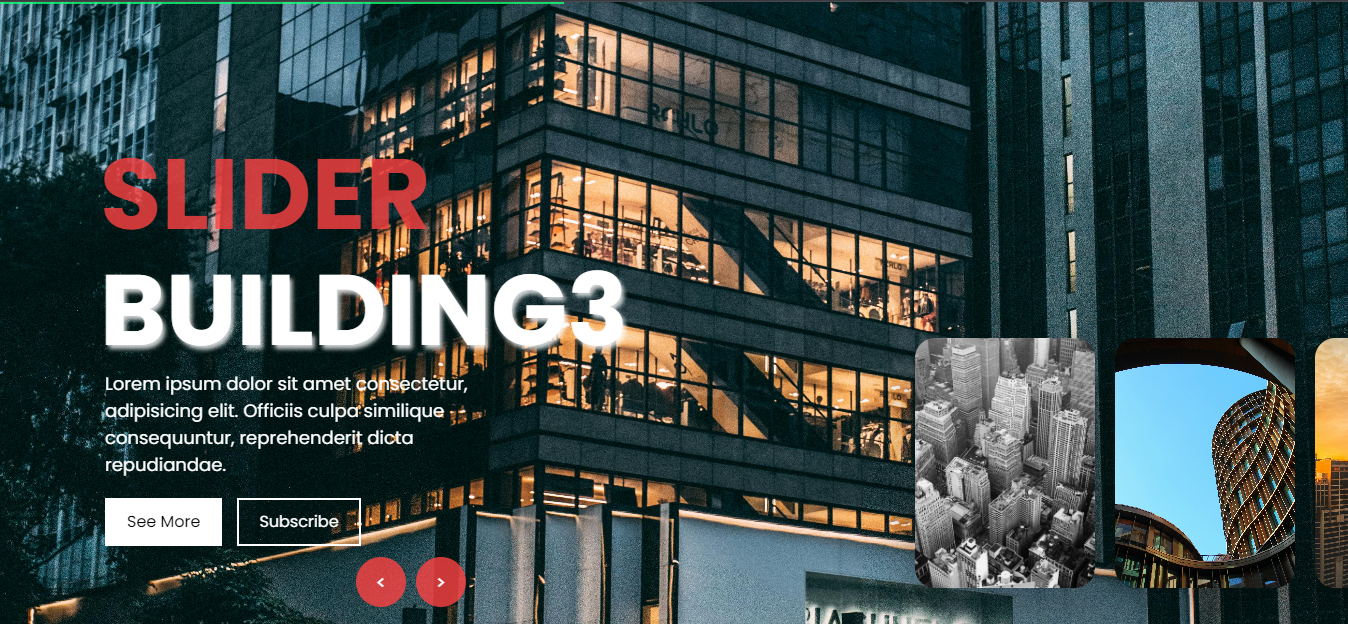 SLIDER
BUILDING3
Lorem ipsum dolor sit amet consectetur,
adipisicing elit. Officiis culpa similique
consequuntur, reprehenderit dicta
repudiandae.
See More
Subscribe
< >